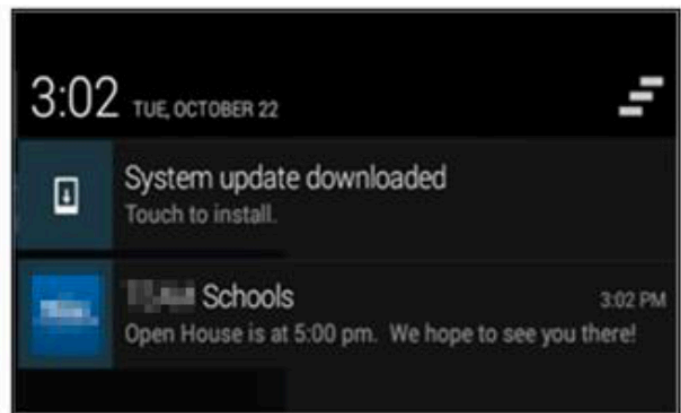 3:02 TUE, OCTOBER 22
System update downloaded
Touch to install.
Schools 3:02 PM
Open House is at 5:00 pm. We hope to see you there!